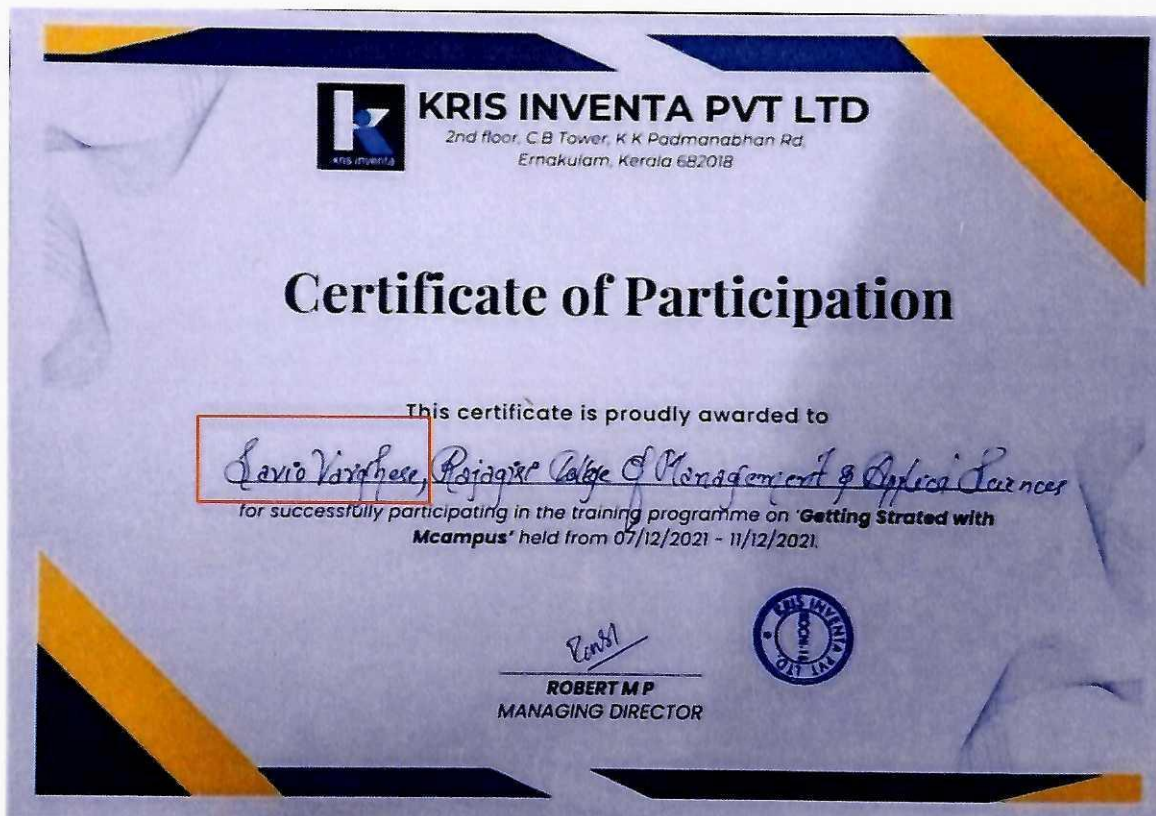 KRIS INVENTA PVT LTD
kris inventa
2nd floor, C B Tower, K K Padmanabhan Rd,
Ernakulam, Kerala 682018
Certificate of Participation
This certificate is proudly awarded to
Savio Varghese, Rajagiri College Of Management & Applied Sciences
for successfully participating in the training programme on 'Getting Strated with
Mcampus' held from 07/12/2021 - 11/12/2021.
ROBERT M P
MANAGING DIRECTOR
KRIS INVENTA PVT LTD.